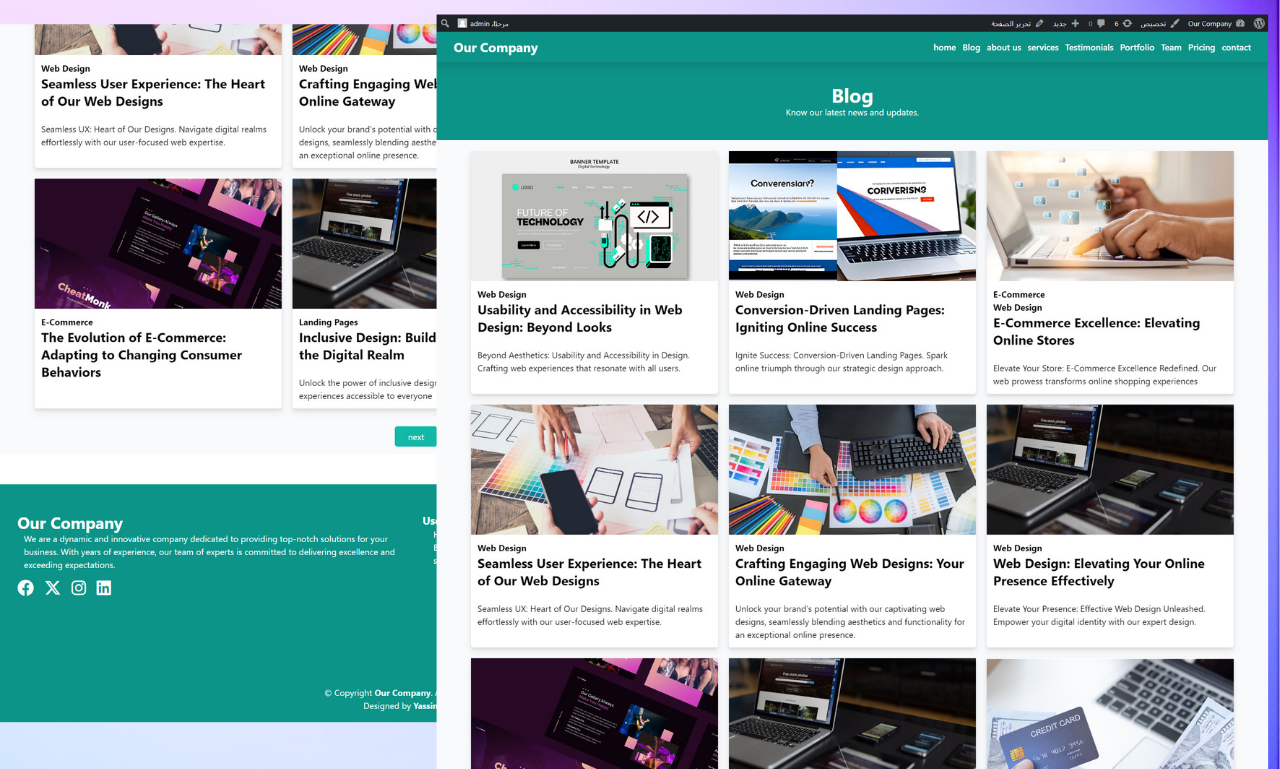 Web Design
Seamless User Experience: The Heart
of Our Web Designs
Seamless UX: Heart of Our Designs. Navigate digital realms
effortlessly with our user-focused web expertise.
Web Design
Crafting Engaging Web
Online Gateway
Unlock your brand's potential with
designs, seamlessly blending
an exceptional online presence.
CheatMonk
E-Commerce
The Evolution of E-Commerce:
Adapting to Changing Consumer
Behaviors
Landing Pages
Inclusive Design: Build
the Digital Realm
Unlock the power of inclusive
experiences accessible to everyone
next
Our Company
We are a dynamic and innovative company dedicated to providing top-notch solutions for your
business. With years of experience, our team of experts is committed to delivering excellence and
exceeding expectations.
© Copyright Our Company.
Designed by
مرحبًا، admin
Our Company
تخصيص
6
0
جديد
تحرير الصفحة
Our Company
home Blog about us services Testimonials Portfolio Team Pricing contact
Blog
Know our latest news and updates.
BANNER TEMPLATE
Digital Technology
LOGO
FUTURE OF
TECHNOLOGY
</>
Web Design
Usability and Accessibility in Web
Design: Beyond Looks
Beyond Aesthetics: Usability and Accessibility in Design.
Crafting web experiences that resonate with all users.
Web Design
Conversion-Driven Landing Pages:
Igniting Online Success
Ignite Success: Conversion-Driven Landing Pages. Spark
online triumph through our strategic design approach.
E-Commerce
Web Design
E-Commerce Excellence: Elevating
Online Stores
Elevate Your Store: E-Commerce Excellence Redefined. Our
web prowess transforms online shopping experiences
Web Design
Seamless User Experience: The Heart
of Our Web Designs
Seamless UX: Heart of Our Designs. Navigate digital realms
effortlessly with our user-focused web expertise.
Web Design
Crafting Engaging Web Designs: Your
Online Gateway
Unlock your brand's potential with our captivating web
designs, seamlessly blending aesthetics and functionality for
an exceptional online presence.
Web Design
Web Design: Elevating Your Online
Presence Effectively
Elevate Your Presence: Effective Web Design Unleashed.
Empower your digital identity with our expert design.
CREDIT CARD